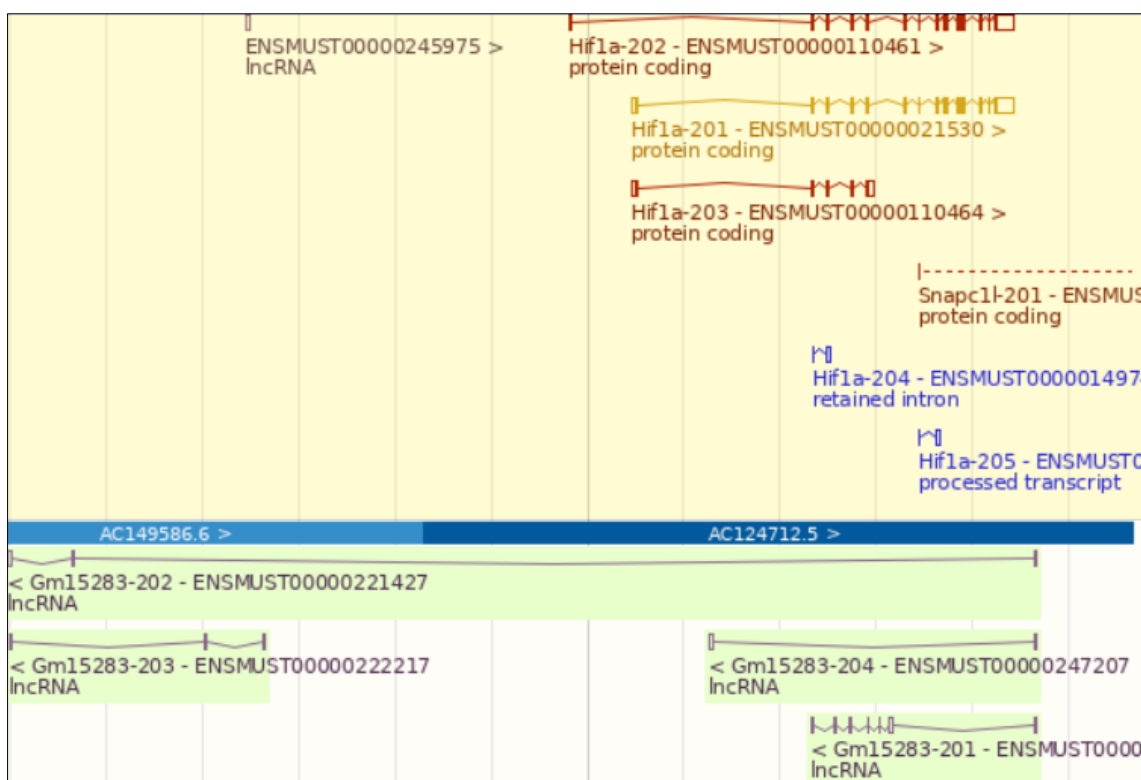 ENSMUST00000245975 >
lncRNA
Hif1a-202 - ENSMUST00000110461 >
protein coding
Hif1a-201 - ENSMUST00000021530 >
protein coding
Hif1a-203 - ENSMUST00000110464 >
protein coding
Snapc1l-201 - ENSMUS
protein coding
Hif1a-204 - ENSMUST0000014974
retained intron
Hif1a-205 - ENSMUST0
processed transcript
AC149586.6 >
AC124712.5 >
< Gm15283-202 - ENSMUST00000221427
lncRNA
< Gm15283-203 - ENSMUST00000222217
lncRNA
< Gm15283-204 - ENSMUST00000247207
lncRNA
< Gm15283-201 - ENSMUST0000
lncRNA